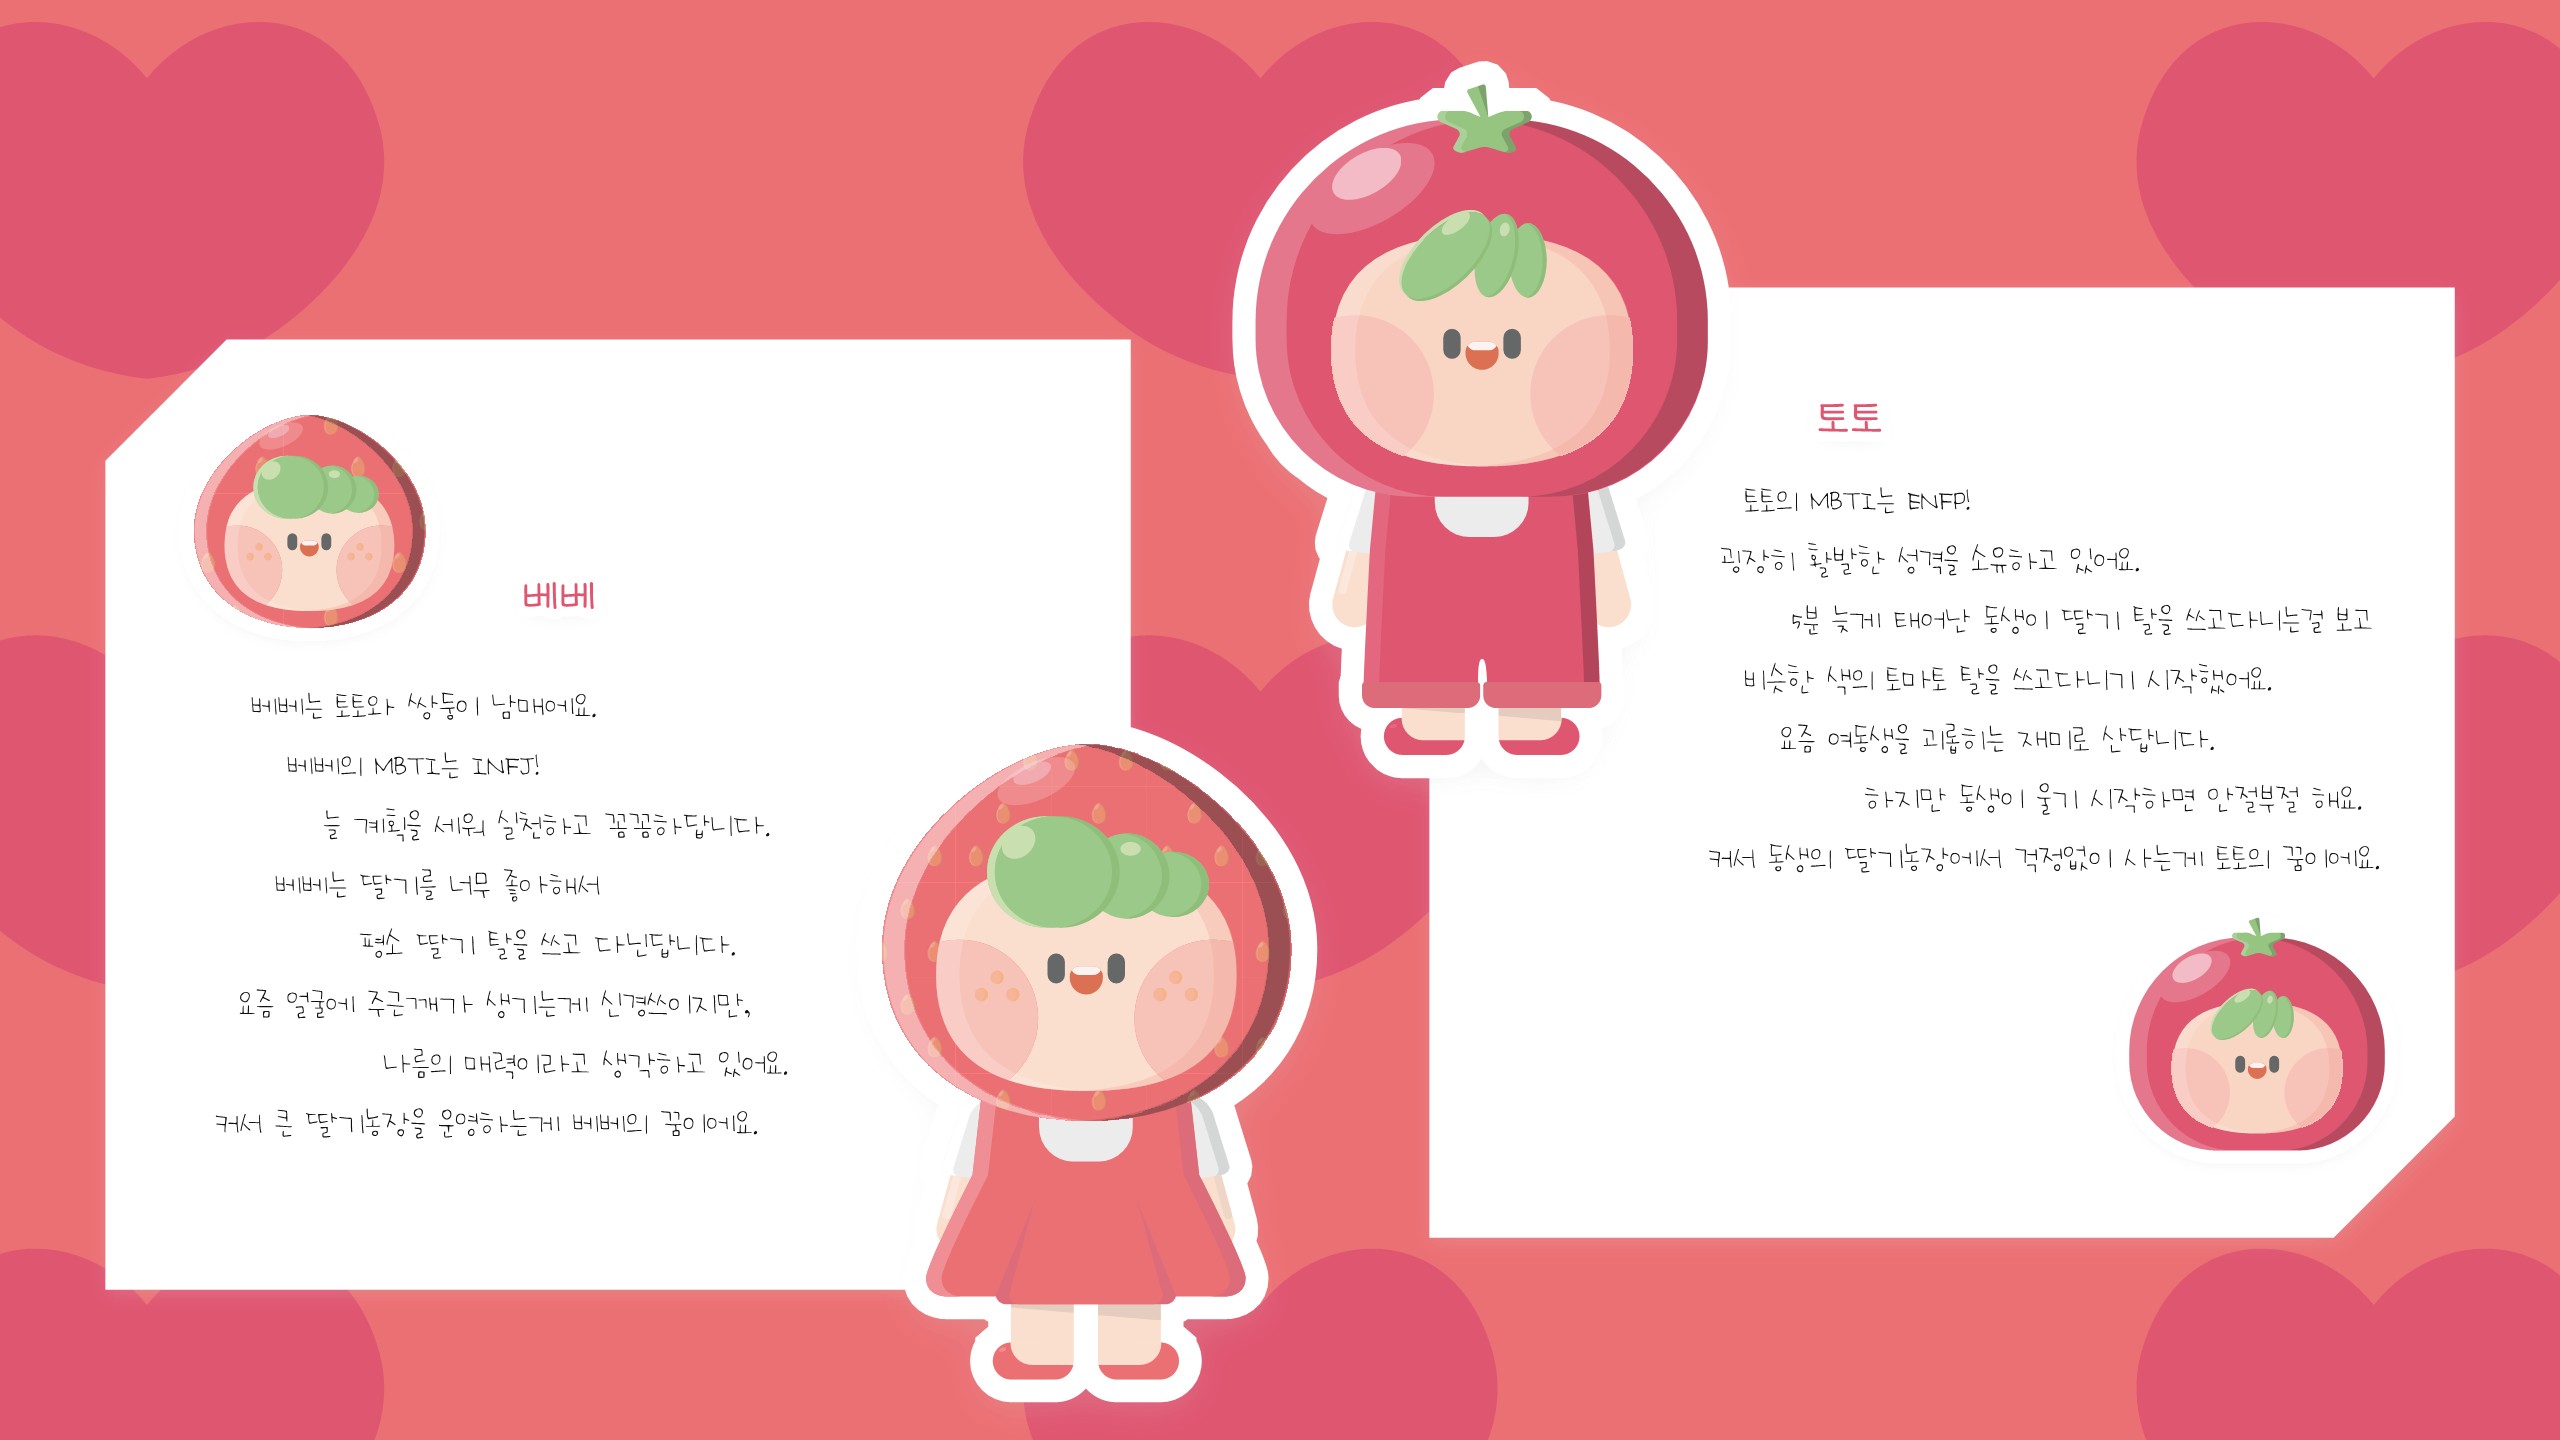 베베
베베는 토토와 쌍둥이 남매에요.
베베의 MBTI는 INFJ!
늘 계획을 세워 실천하고 꼼꼼하답니다.
베베는 딸기를 너무 좋아해서
평소 딸기 탈을 쓰고 다닌답니다.
요즘 얼굴에 주근깨가 생기는게 신경쓰이지만,
나름의 매력이라고 생각하고 있어요.
커서 큰 딸기농장을 운영하는게 베베의 꿈이에요.
토토
토토의 MBTI는 ENFP!
굉장히 활발한 성격을 소유하고 있어요.
5분 늦게 태어난 동생이 딸기 탈을 쓰고다니는걸 보고
비슷한 색의 토마토 탈을 쓰고다니기 시작했어요.
요즘 여동생을 괴롭히는 재미로 산답니다.
하지만 동생이 울기 시작하면 안절부절 해요.
커서 동생의 딸기농장에서 걱정없이 사는게 토토의 꿈이에요.